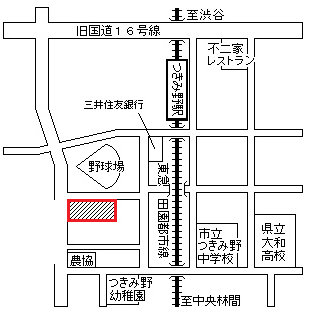 至渋谷
旧国道１６号線
不二家
レストラン
つきみ野駅
三井住友銀行
野球場
東急
田園都市線
市立
つきみ野
中学校
県立
大和
高校
農協
つきみ野
幼稚園
至中央林間